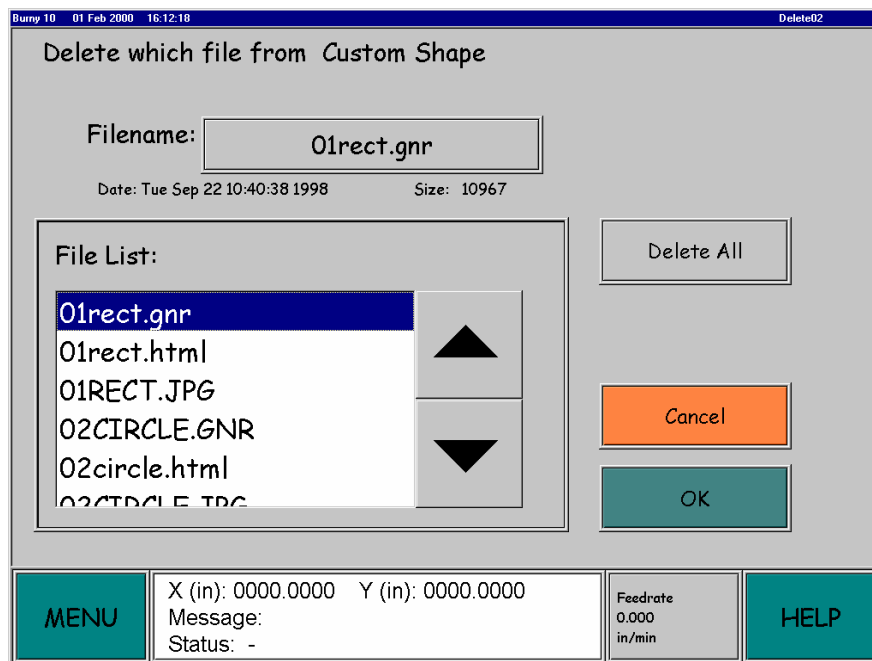 Burny 10 01 Feb 2000 16:12:18 Delete02
Delete which file from Custom Shape
Filename: 01rect.gnr
Date: Tue Sep 22 10:40:38 1998 Size: 10967
File List:
Delete All
01rect.gnr
01rect.html
01RECT.JPG
02CIRCLE.GNR
02circle.html
02CIRCLE.JPG
Cancel
OK
MENU
X (in): 0000.0000 Y (in): 0000.0000
Message:
Status: -
Feedrate
0.000
in/min
HELP